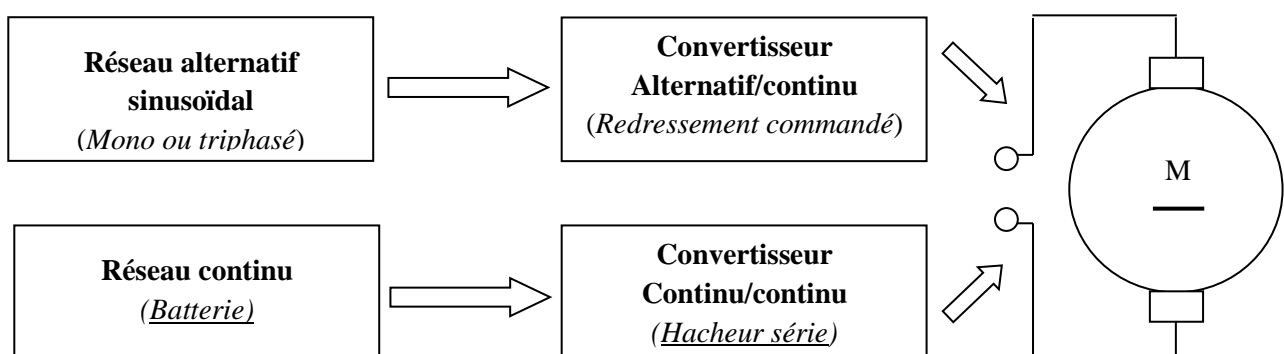 Réseau alternatif
sinusoïdal
(Mono ou triphasé)
Convertisseur
Alternatif/continu
(Redressement commandé)
M
Réseau continu
(Batterie)
Convertisseur
Continu/continu
(Hacheur série)